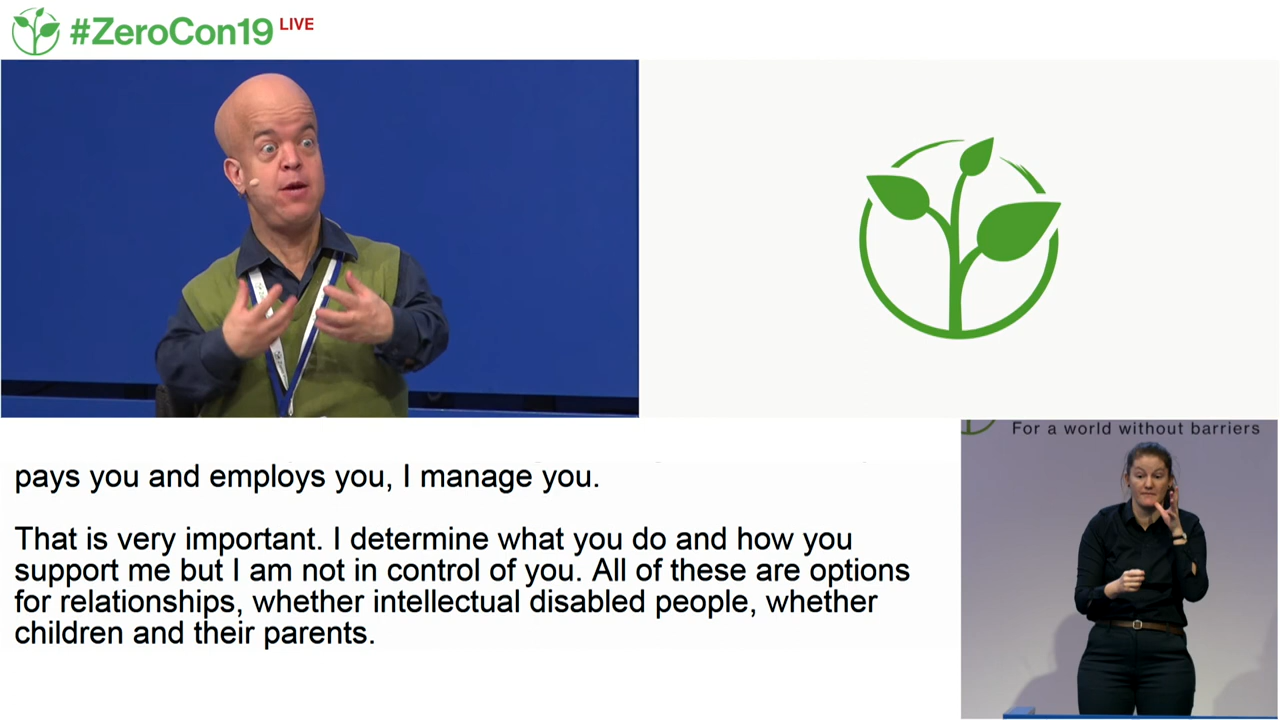 #ZeroCon19 LIVE
For a world without barriers
pays you and employs you, I manage you.
That is very important. I determine what you do and how you
support me but I am not in control of you. All of these are options
for relationships, whether intellectual disabled people, whether
children and their parents.